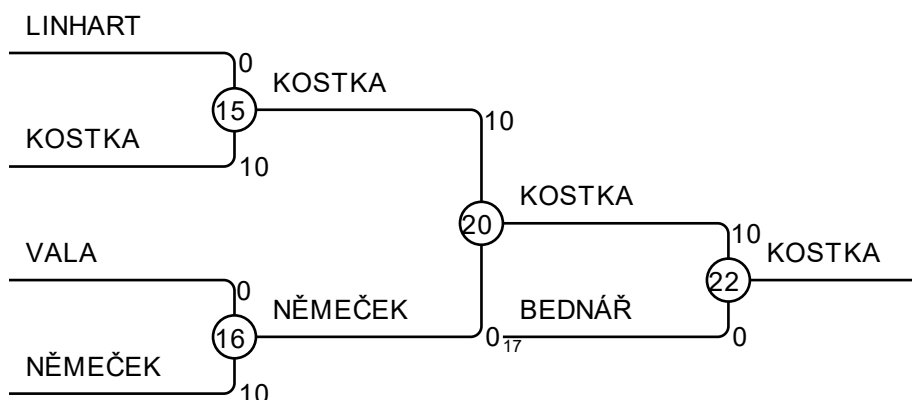 LINHART
0
15
KOSTKA
KOSTKA
10
10
20
KOSTKA
VALA
0
16
NĚMEČEK
0
NĚMEČEK
10
10
22
KOSTKA
17
BEDNÁŘ
0